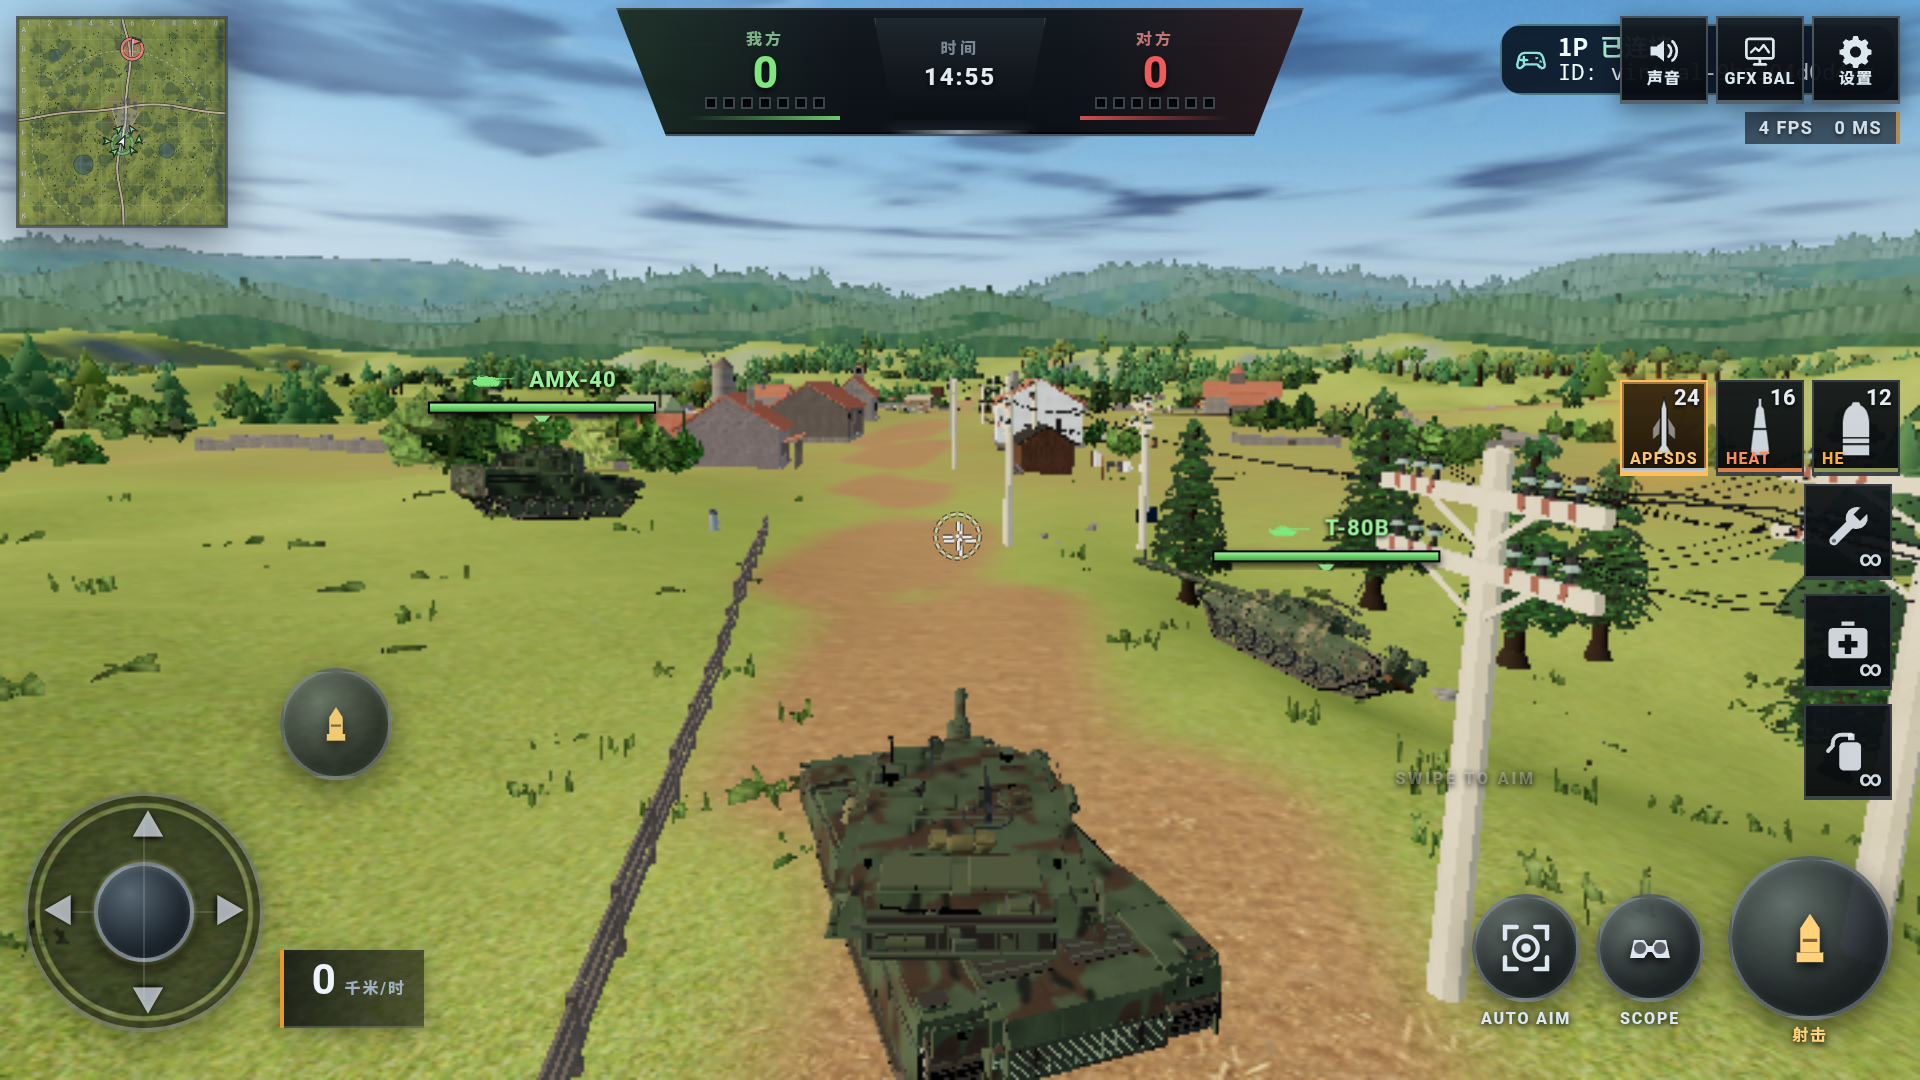 我方
0
时间
14:55
对方
0
1P
ID:
声音
GFX BAL
设置
4 FPS 0 MS
AMX-40
T-80B
24
APFSDS
16
HEAT
12
HE
∞
∞
∞
SWIPE TO AIM
0 千米/时
AUTO AIM
SCOPE
射击